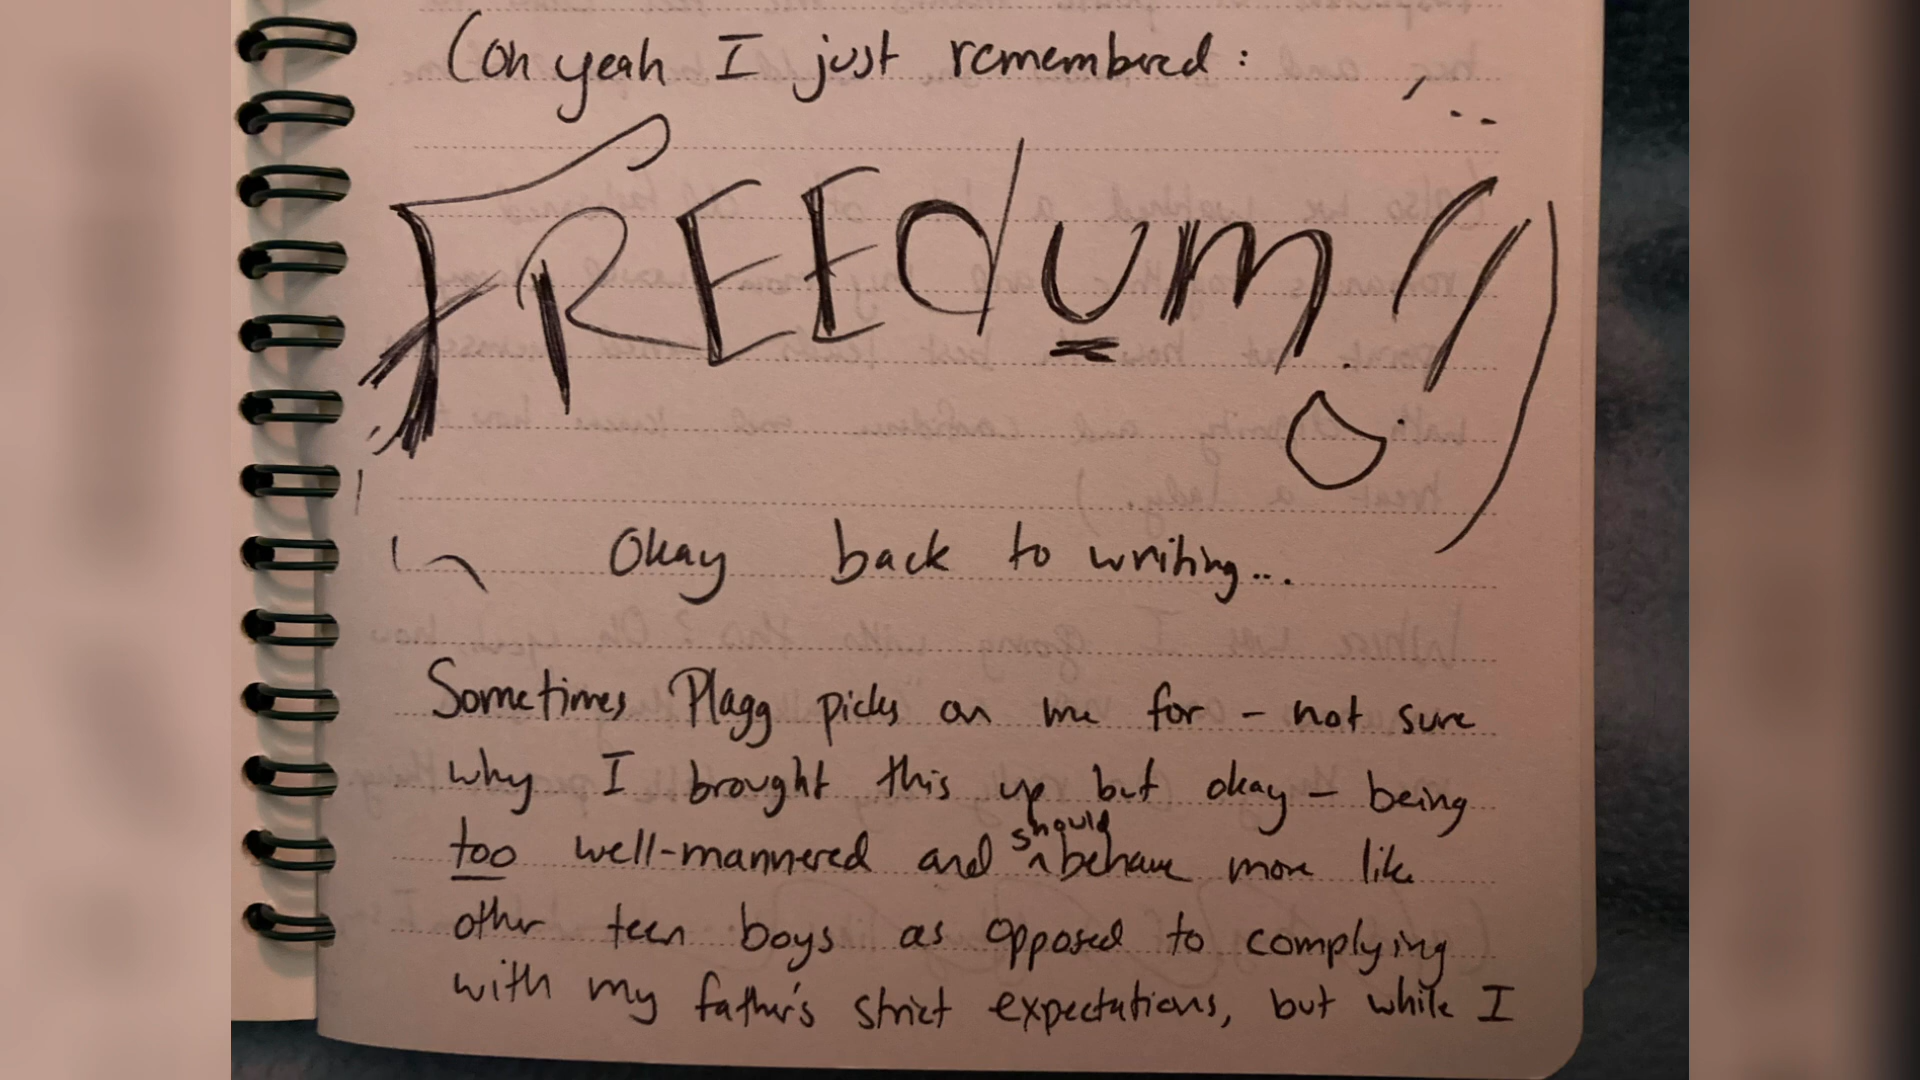 (Oh yeah I just remembered:
FREEdum!!)
Okay back to writing...
Sometimes Plagg picks on me for - not sure
why I brought this up but okay - being
too well-mannered and should behave more like
other teen boys as opposed to complying
with my father's strict expectations, but while I